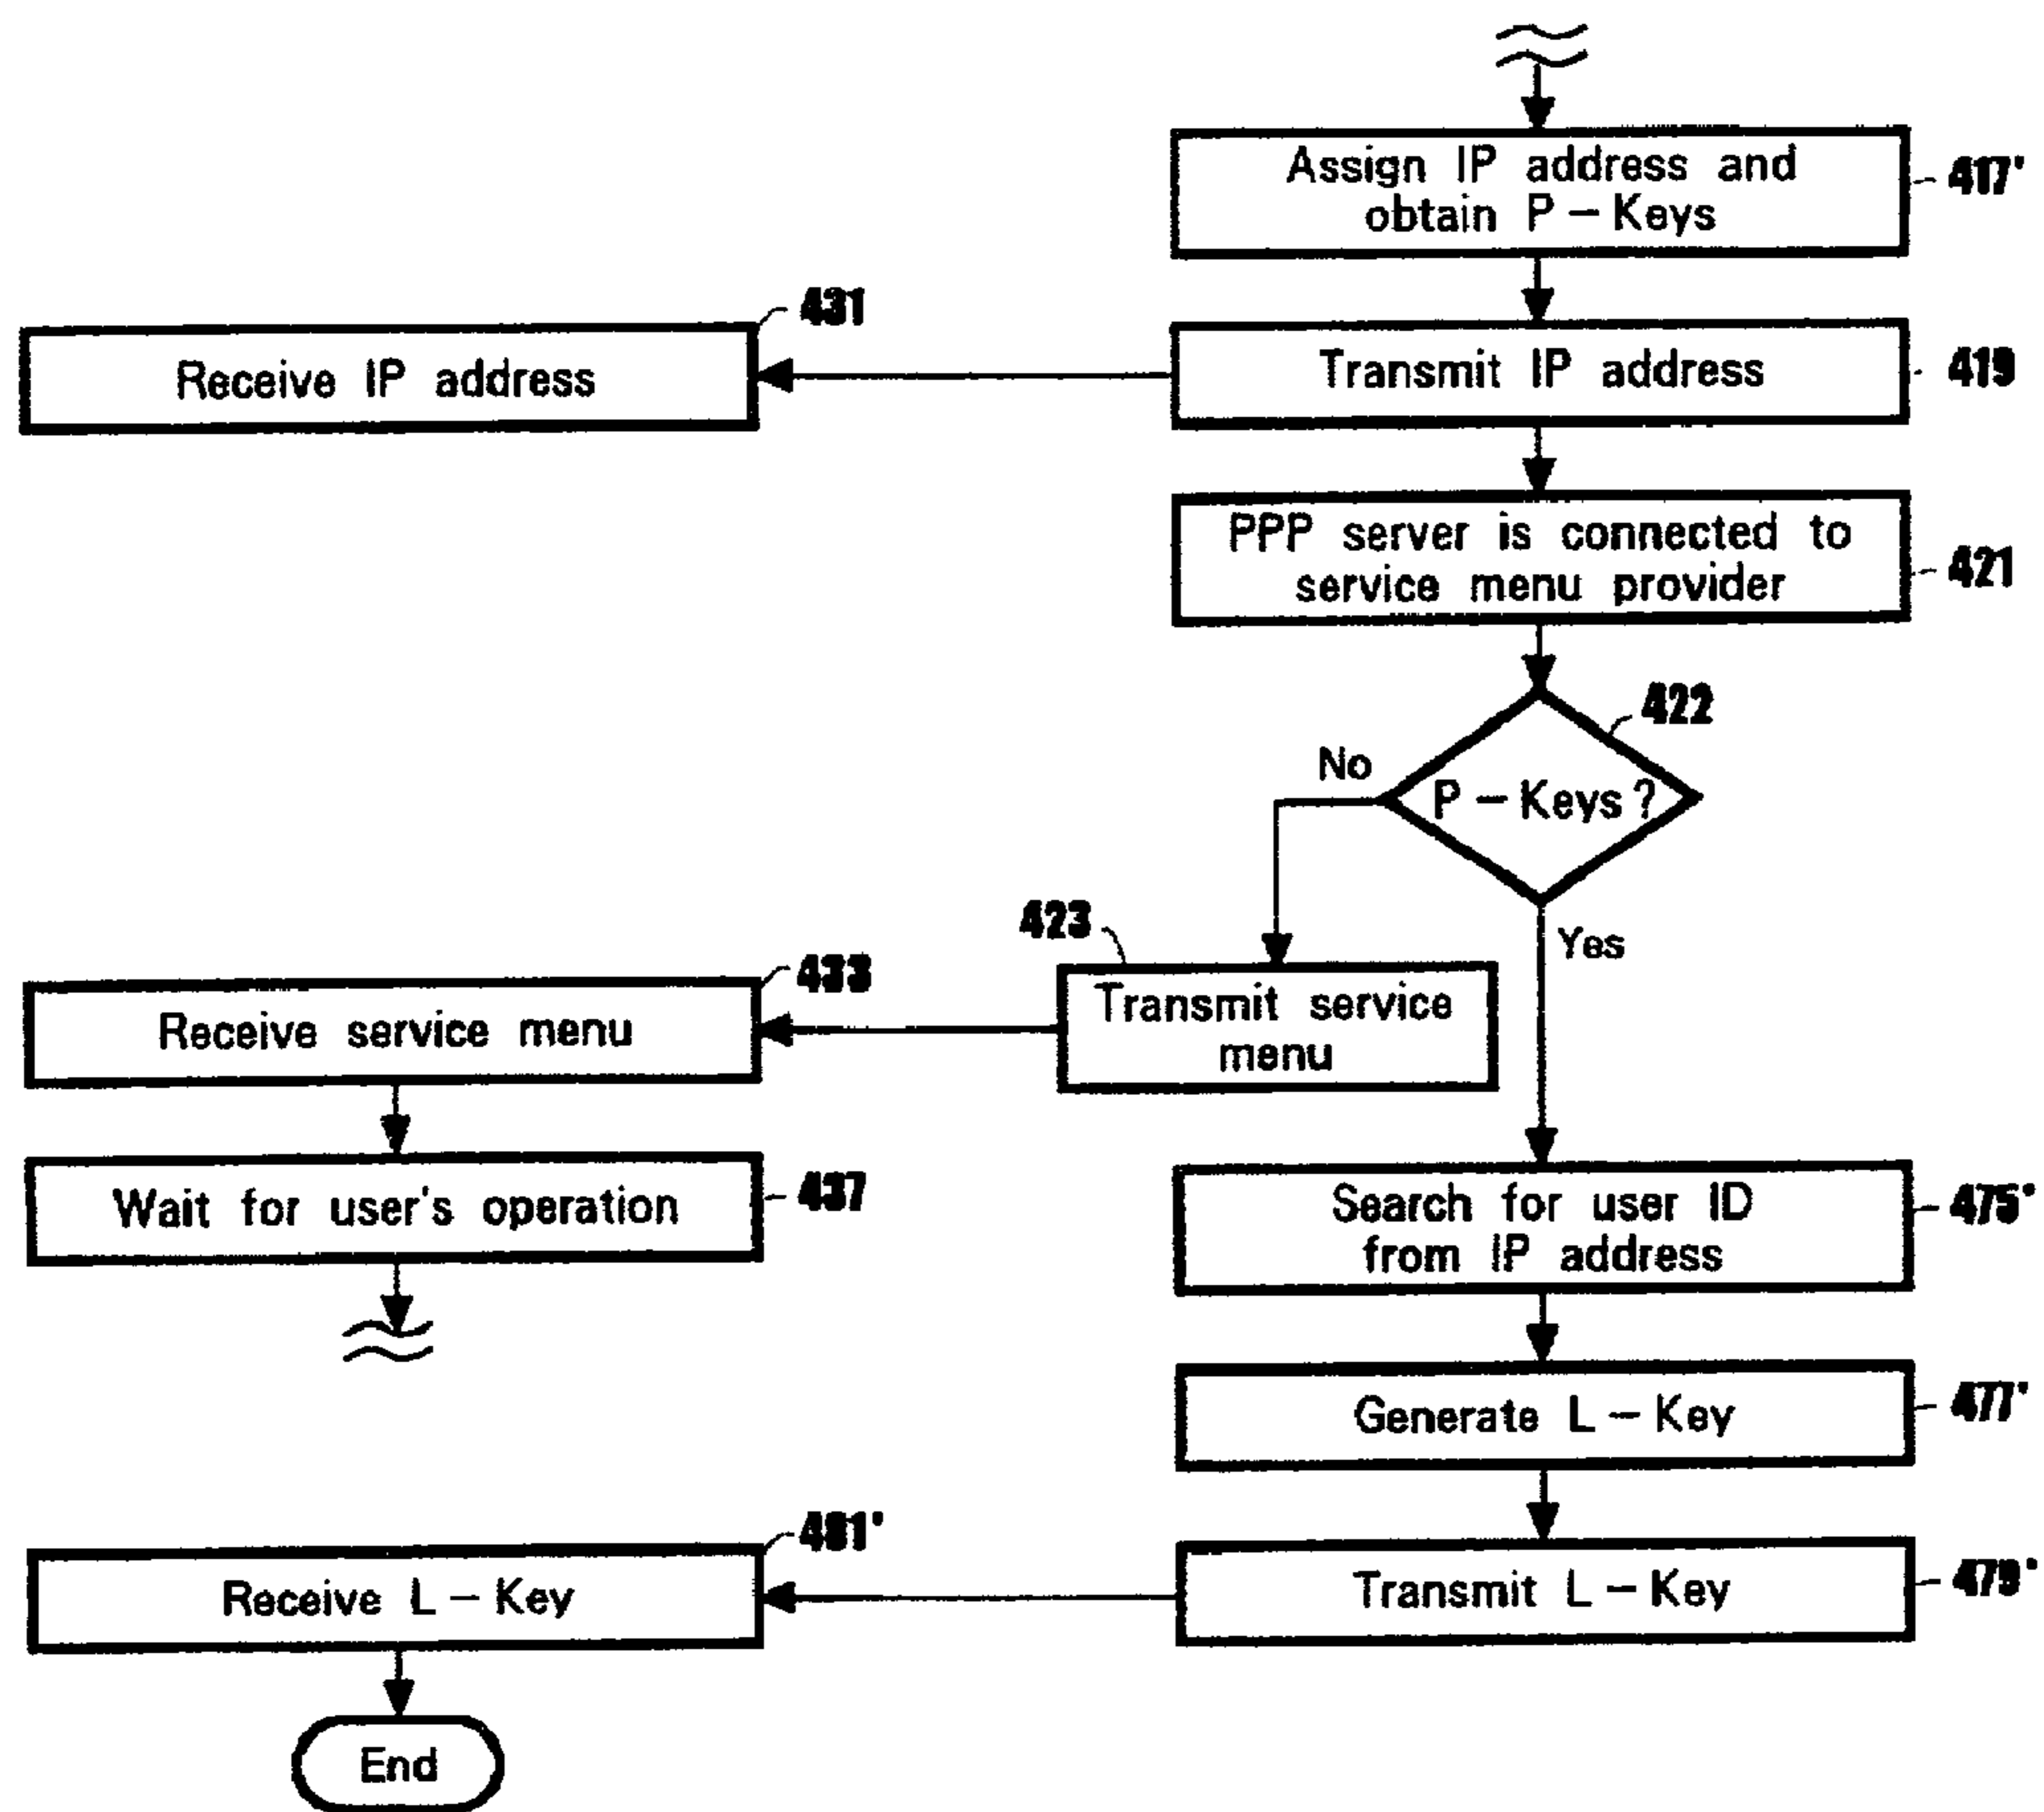 Assign IP address and
obtain P-Keys
417'
431
Receive IP address
Transmit IP address
419
PPP server is connected to
service menu provider
421
422
No
P-Keys?
Yes
423
Transmit service
menu
433
Receive service menu
Wait for user's operation
437
Search for user ID
from IP address
475'
Generate L-Key
477'
481'
Receive L-Key
Transmit L-Key
479'
End